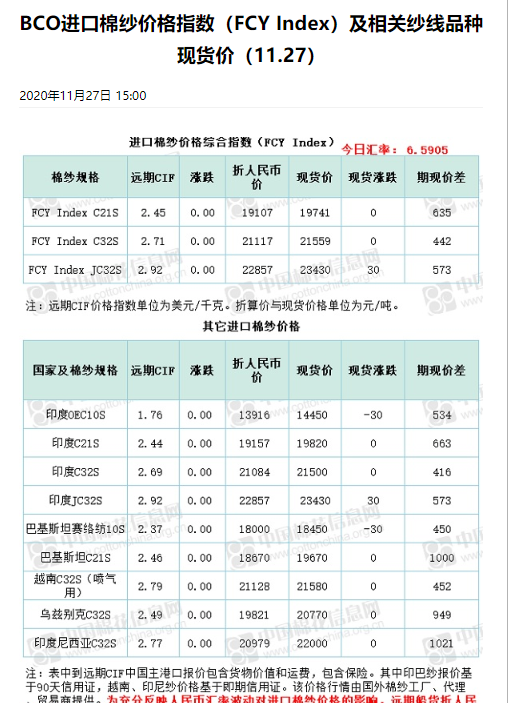 BCO进口棉纱价格指数（FCY Index）及相关纱线品种
现货价（11.27）
2020年11月27日 15:00
进口棉纱价格综合指数（FCY Index） 今日汇率：6.5905
棉纱规格 远期CIF 涨跌 折人民币价 现货价 现货涨跌 期现价差
FCY Index C21S 2.45 0.00 19107 19741 0 635
FCY Index C32S 2.71 0.00 21117 21559 0 442
FCY Index JC32S 2.92 0.00 22857 23430 30 573
注：远期CIF价格指数单位为美元/千克。折算价与现货价格单位为元/吨。
其它进口棉纱价格
国家及棉纱规格 远期CIF 涨跌 折人民币价 现货价 现货涨跌 期现价差
印度OEC10S 1.76 0.00 13916 14450 -30 534
印度C21S 2.44 0.00 19157 19820 0 663
印度C32S 2.69 0.00 21084 21500 0 416
印度JC32S 2.92 0.00 22857 23430 30 573
巴基斯坦赛络纺10S 2.37 0.00 18000 18450 -30 450
巴基斯坦C21S 2.46 0.00 18670 19670 0 1000
越南C32S（喷气用） 2.79 0.00 21128 21580 0 452
乌兹别克C32S 2.49 0.00 19821 20770 0 949
印度尼西亚C32S 2.77 0.00 20979 22000 0 1021
注：表中到远期CIF中国主港口报价包含货物价值和运费，包含保险。其中印巴纱报价基
于90天信用证，越南、印尼纱价格基于即期信用证。该价格行情由国外棉纱工厂、代理
、贸易商提供。为充分反映人民币汇率波动对进口棉纱价格的影响，远期船货折人民